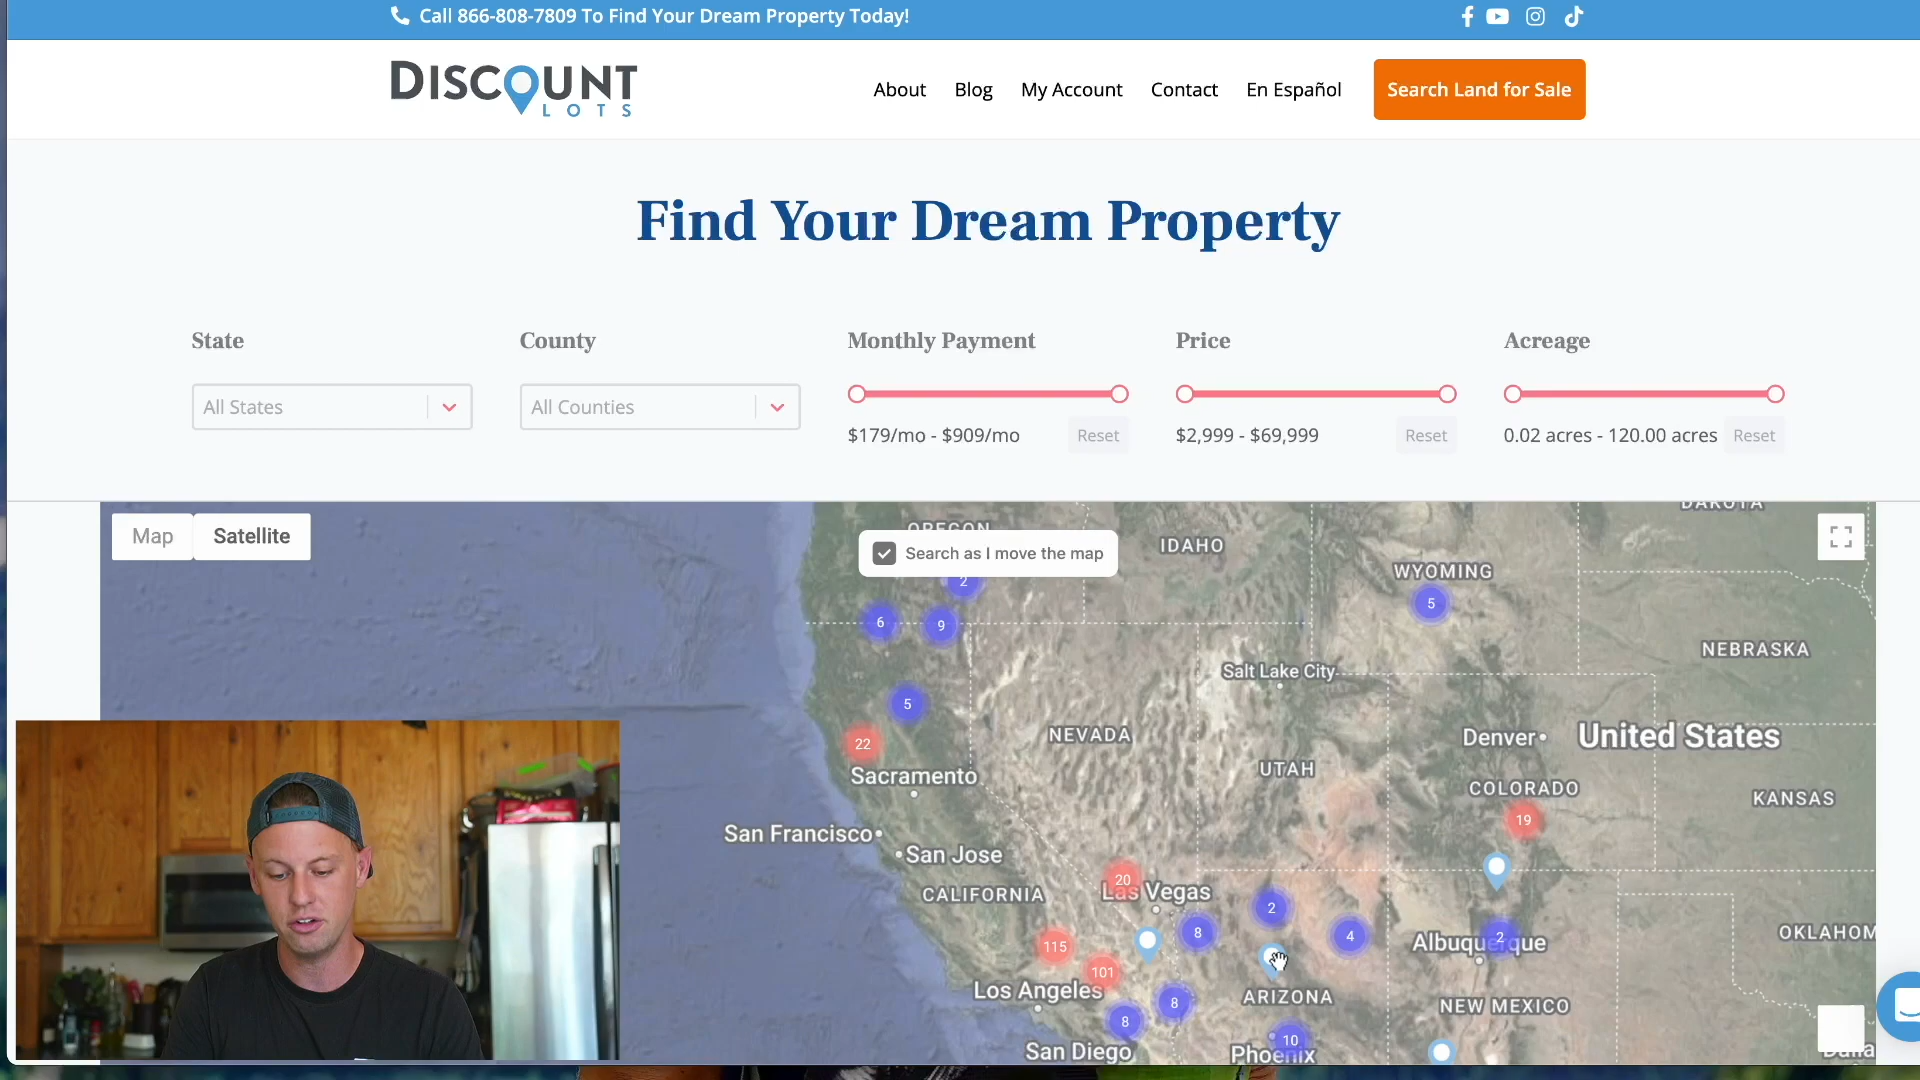 Call 866-808-7809 To Find Your Dream Property Today!
DISCOUNT
LOTS
About
Blog
My Account
Contact
En Español
Search Land for Sale
Find Your Dream Property
State
County
Monthly Payment
Price
Acreage
All States
All Counties
$179/mo - $909/mo
Reset
$2,999 - $69,999
Reset
0.02 acres - 120.00 acres
Reset
Map
Satellite
OREGON
Search as I move the map
IDAHO
WYOMING
DAKOTA
2
6
9
5
NEBRASKA
Salt Lake City
5
22
NEVADA
Denver
United States
Sacramento
UTAH
COLORADO
KANSAS
19
San Francisco
San Jose
CALIFORNIA
20
Las Vegas
2
8
4
Albuquerque
2
OKLAHOM
115
101
Los Angeles
8
ARIZONA
NEW MEXICO
8
10
San Diego
Phoenix
Dalla